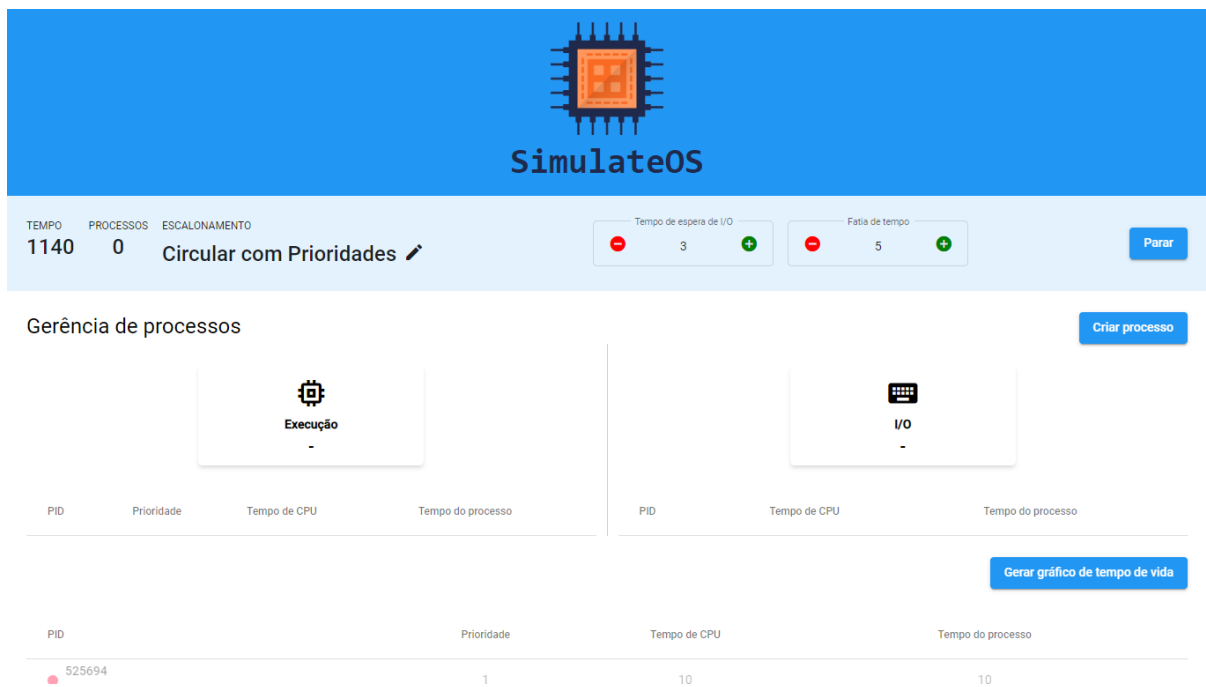 SimulateOS
TEMPO PROCESSOS ESCALONAMENTO
1140 0 Circular com Prioridades
Tempo de espera de I/O
3
Fatia de tempo
5
Parar
Gerência de processos
Criar processo
Execução
-
I/O
-
PID Prioridade Tempo de CPU Tempo do processo
PID Tempo de CPU Tempo do processo
Gerar gráfico de tempo de vida
PID Prioridade Tempo de CPU Tempo do processo
525694 1 10 10